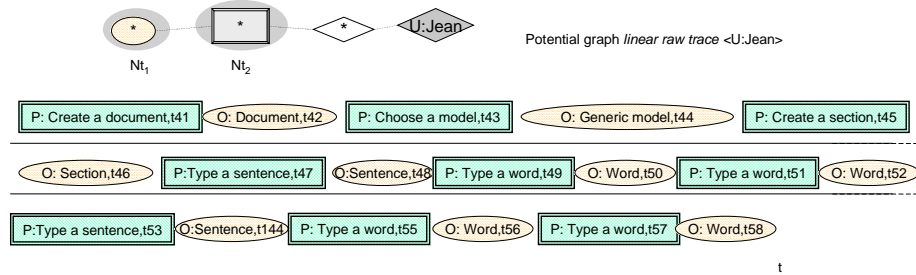 * * * U:Jean
Potential graph linear raw trace <U:Jean>
Nt1 Nt2
P: Create a document,t41 O: Document,t42 P: Choose a model,t43 O: Generic model,t44 P: Create a section,t45
O: Section,t46 P:Type a sentence,t47 O:Sentence,t48 P: Type a word,t49 O: Word,t50 P: Type a word,t51 O: Word,t52
P:Type a sentence,t53 O:Sentence,t144 P: Type a word,t55 O: Word,t56 P: Type a word,t57 O: Word,t58
t